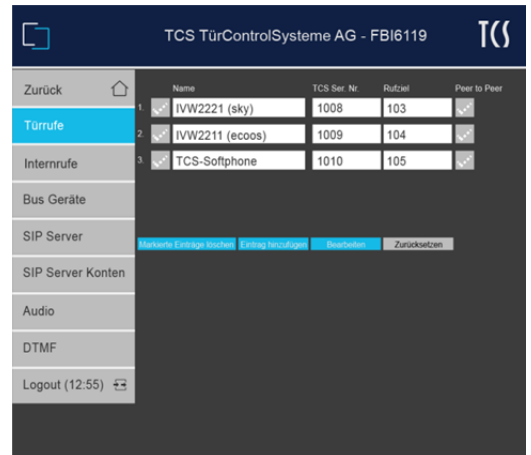 TCS TürControlSysteme AG - FBI6119
TCS
Zurück
Türrufe
Internrufe
Bus Geräte
SIP Server
SIP Server Konten
Audio
DTMF
Logout (12:55)
Name TCS Ser. Nr. Rufziel Peer to Peer
1. IVW2221 (sky) 1008 103
2. IVW2211 (ecoos) 1009 104
3. TCS-Softphone 1010 105
Markierte Einträge löschen Eintrag hinzufügen Bearbeiten Zurücksetzen